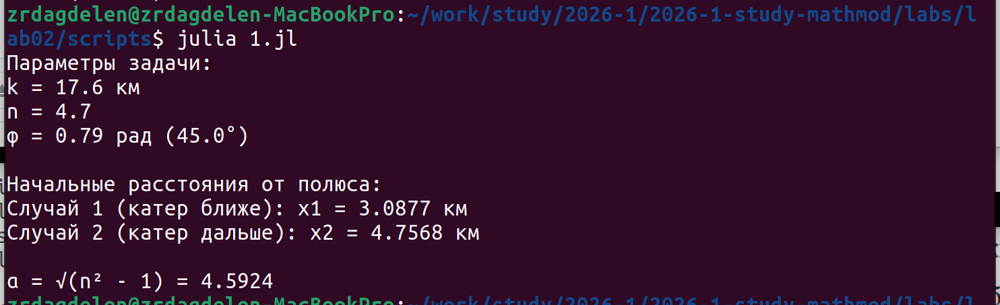 zrdagdelen@zrdagdelen-MacBookPro:~/work/study/2026-1/2026-1-study-mathmod/labs/l
ab02/scripts$ julia 1.jl
Параметры задачи:
k = 17.6 км
n = 4.7
φ = 0.79 рад (45.0°)
Начальные расстояния от полюса:
Случай 1 (катер ближе): x1 = 3.0877 км
Случай 2 (катер дальше): x2 = 4.7568 км
α = √(n² - 1) = 4.5924
zrdagdelen@zrdagdelen-MacBookPro:~/work/study/2026-1/2026-1-study-mathmod/labs/l